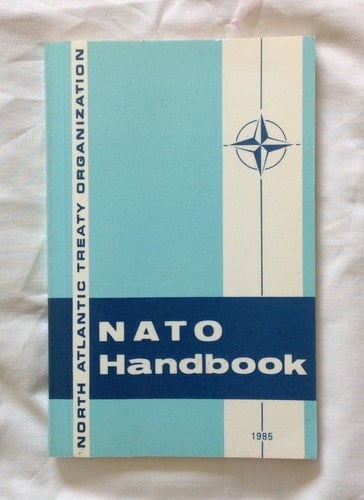 NORTH ATLANTIC TREATY ORGANIZATION
NATO
Handbook
1985